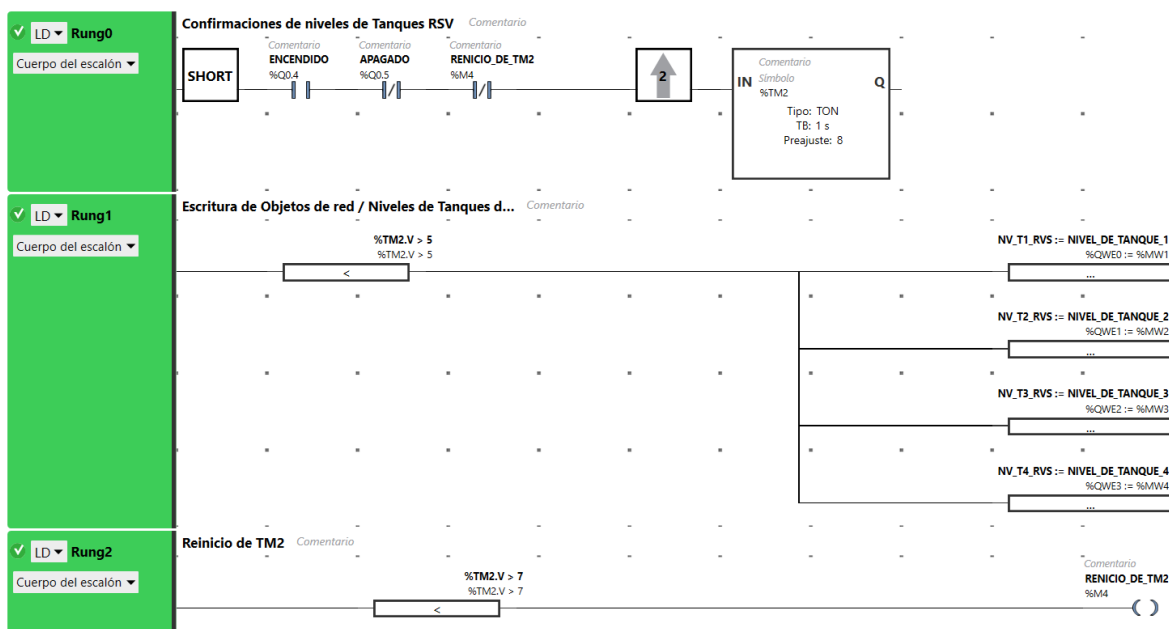 LD Rung0
Cuerpo del escalón
Confirmaciones de niveles de Tanques RSV Comentario
SHORT
Comentario
ENCENDIDO
%Q0.4
Comentario
APAGADO
%Q0.5
Comentario
RENICIO_DE_TM2
%M4
2
Comentario
IN Símbolo Q
%TM2
Tipo: TON
TB: 1 s
Preajuste: 8
LD Rung1
Cuerpo del escalón
Escritura de Objetos de red / Niveles de Tanques d... Comentario
%TM2.V > 5
%TM2.V > 5
<
NV_T1_RVS := NIVEL_DE_TANQUE_1
%QWE0 := %MW1
...
NV_T2_RVS := NIVEL_DE_TANQUE_2
%QWE1 := %MW2
...
NV_T3_RVS := NIVEL_DE_TANQUE_3
%QWE2 := %MW3
...
NV_T4_RVS := NIVEL_DE_TANQUE_4
%QWE3 := %MW4
...
LD Rung2
Cuerpo del escalón
Reinicio de TM2 Comentario
%TM2.V > 7
%TM2.V > 7
<
Comentario
RENICIO_DE_TM2
%M4